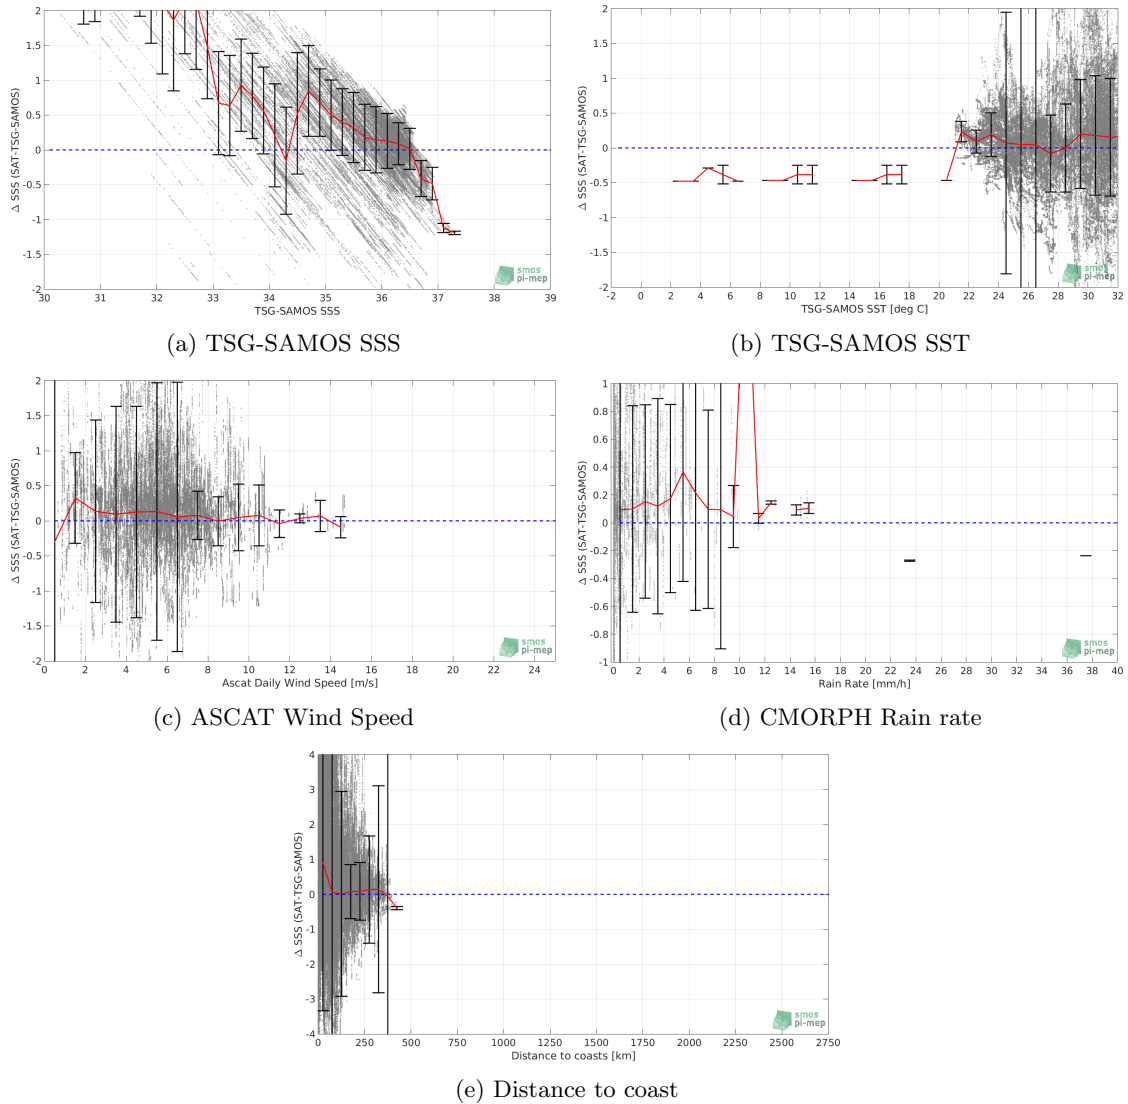 2
1.5
1
0.5
0
-0.5
-1
-1.5
-2
Δ SSS (SAT-TSG-SAMOS)
30 31 32 33 34 35 36 37 38 39
TSG-SAMOS SSS
smos
pi-mep
(a) TSG-SAMOS SSS
2
1.5
1
0.5
0
-0.5
-1
-1.5
-2
Δ SSS (SAT-TSG-SAMOS)
-2 0 2 4 6 8 10 12 14 16 18 20 22 24 26 28 30 32
TSG-SAMOS SST [deg C]
smos
pi-mep
(b) TSG-SAMOS SST
2
1.5
1
0.5
0
-0.5
-1
-1.5
-2
Δ SSS (SAT-TSG-SAMOS)
0 2 4 6 8 10 12 14 16 18 20 22 24
Ascat Daily Wind Speed [m/s]
smos
pi-mep
(c) ASCAT Wind Speed
1
0.8
0.6
0.4
0.2
0
-0.2
-0.4
-0.6
-0.8
-1
Δ SSS (SAT-TSG-SAMOS)
0 2 4 6 8 10 12 14 16 18 20 22 24 26 28 30 32 34 36 38 40
Rain Rate [mm/h]
smos
pi-mep
(d) CMORPH Rain rate
4
3
2
1
0
-1
-2
-3
-4
Δ SSS (SAT-TSG-SAMOS)
0 250 500 750 1000 1250 1500 1750 2000 2250 2500 2750
Distance to coasts [km]
smos
pi-mep
(e) Distance to coast